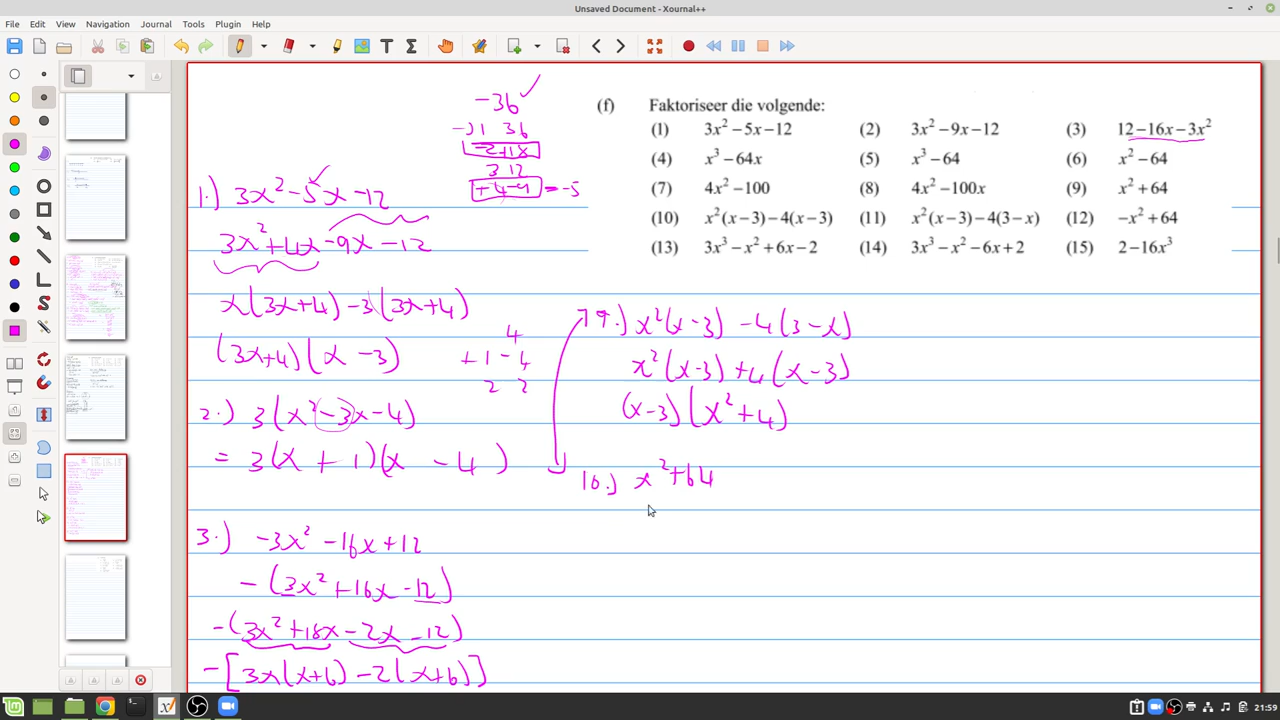 Unsaved Document - Xournal++
File Edit View Navigation Journal Tools Plugin Help
(f) Faktoriseer die volgende:
(1) 3x² − 5x − 12 (2) 3x² − 9x − 12 (3) 12 − 16x − 3x²
(4) x³ − 64x (5) x³ − 64 (6) x² − 64
(7) 4x² − 100 (8) 4x² − 100x (9) x² + 64
(10) x²(x − 3) − 4(x − 3) (11) x²(x − 3) − 4(3 − x) (12) −x² + 64
(13) 3x³ − x² + 6x − 2 (14) 3x³ − x² − 6x + 2 (15) 2 − 16x³
−36 ✓
1 36
−2+18
3 12
+4−9 = −5
1.) 3x² − 5x − 12
3x² + 4x − 9x − 12
x(3x+4) − 3(3x+4)
(3x+4)(x − 3)
4
+1 −4
2 2
2.) 3(x² − 3x − 4)
= 3(x + 1)(x − 4)
3.) −3x² − 16x + 12
−(3x² + 16x − 12)
−(3x² + 18x − 2x − 12)
−[3x(x+6) − 2(x+6)]
9.) x²(x−3) − 4(3−x)
x²(x−3) + 4(x−3)
(x−3)(x² + 4)
10.) x² + 64
21:59